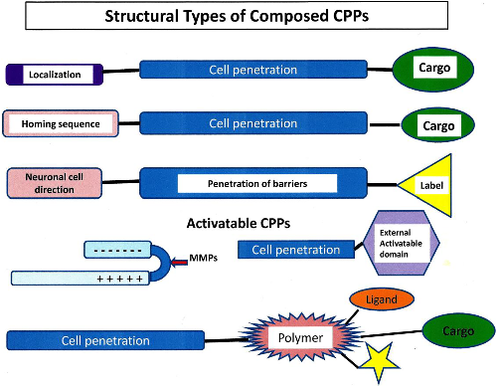 Structural Types of Composed CPPs
Localization
Cell penetration
Cargo
Homing sequence
Cell penetration
Cargo
Neuronal cell
direction
Penetration of barriers
Label
Activatable CPPs
- - - - - - -
+ + + + +
MMPs
Cell penetration
External
Activatable
domain
Ligand
Cell penetration
Polymer
Cargo